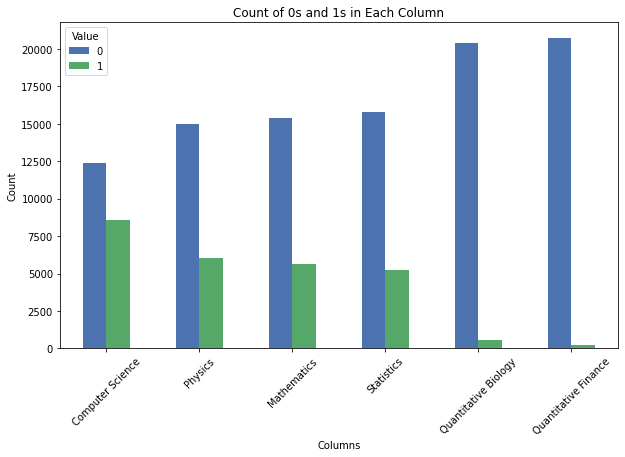 Count of 0s and 1s in Each Column
Value
0
1
20000
17500
15000
12500
10000
7500
5000
2500
0
Count
Computer Science
Physics
Mathematics
Statistics
Quantitative Biology
Quantitative Finance
Columns